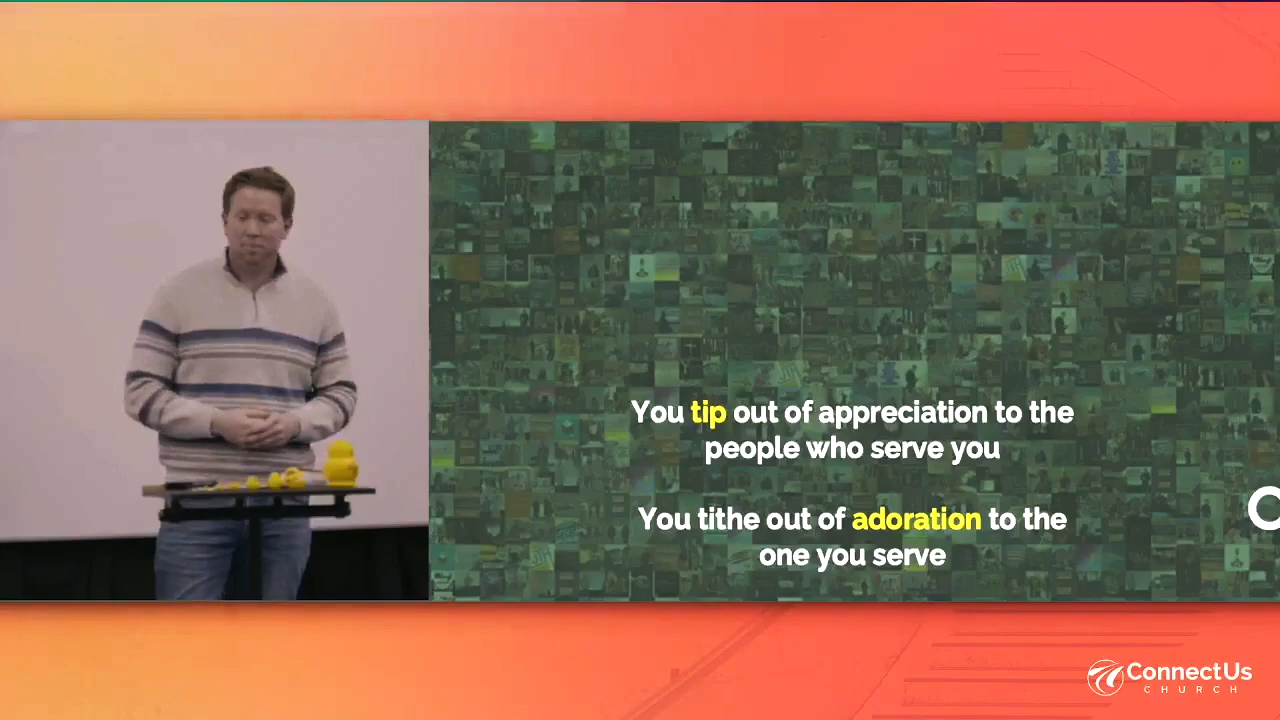 You tip out of appreciation to the
people who serve you
You tithe out of adoration to the
one you serve
ConnectUs
CHURCH